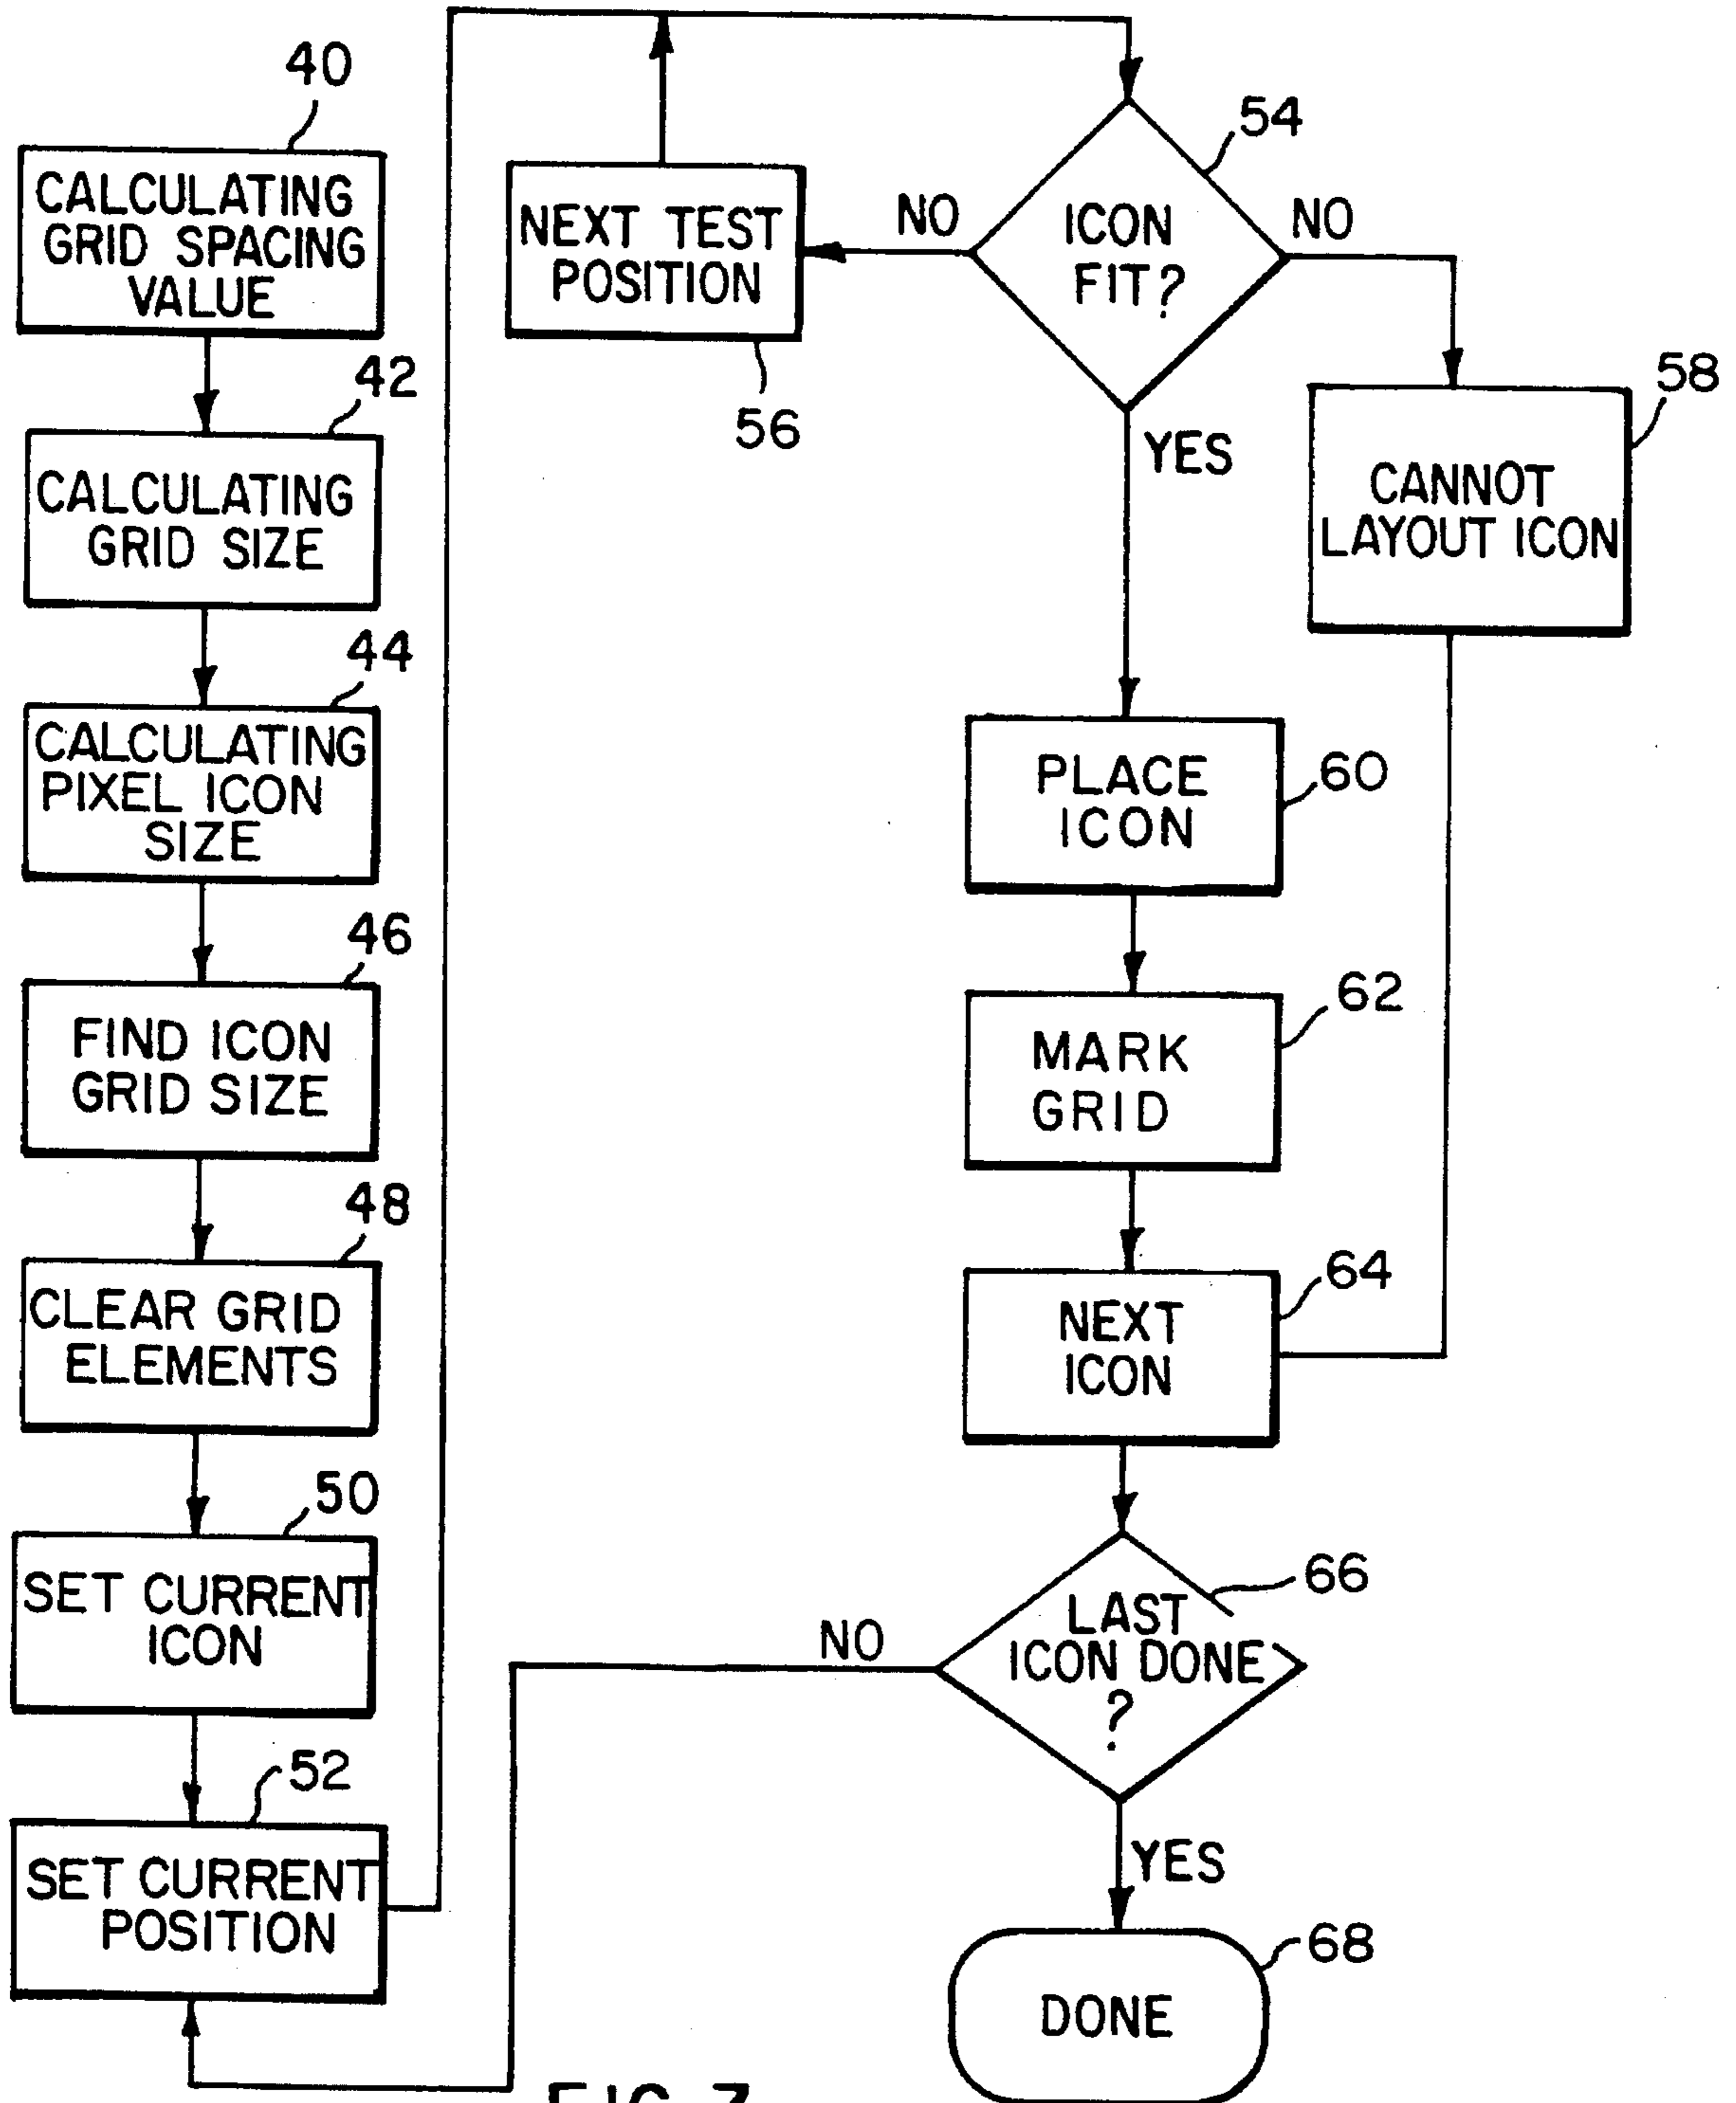 40
CALCULATING
GRID SPACING
VALUE
42
CALCULATING
GRID SIZE
44
CALCULATING
PIXEL ICON
SIZE
46
FIND ICON
GRID SIZE
48
CLEAR GRID
ELEMENTS
50
SET CURRENT
ICON
52
SET CURRENT
POSITION
NEXT TEST
POSITION
56
NO
ICON
FIT?
54
NO
YES
58
CANNOT
LAYOUT ICON
PLACE
ICON
60
MARK
GRID
62
NEXT
ICON
64
LAST
ICON DONE
?
66
NO
YES
DONE
68